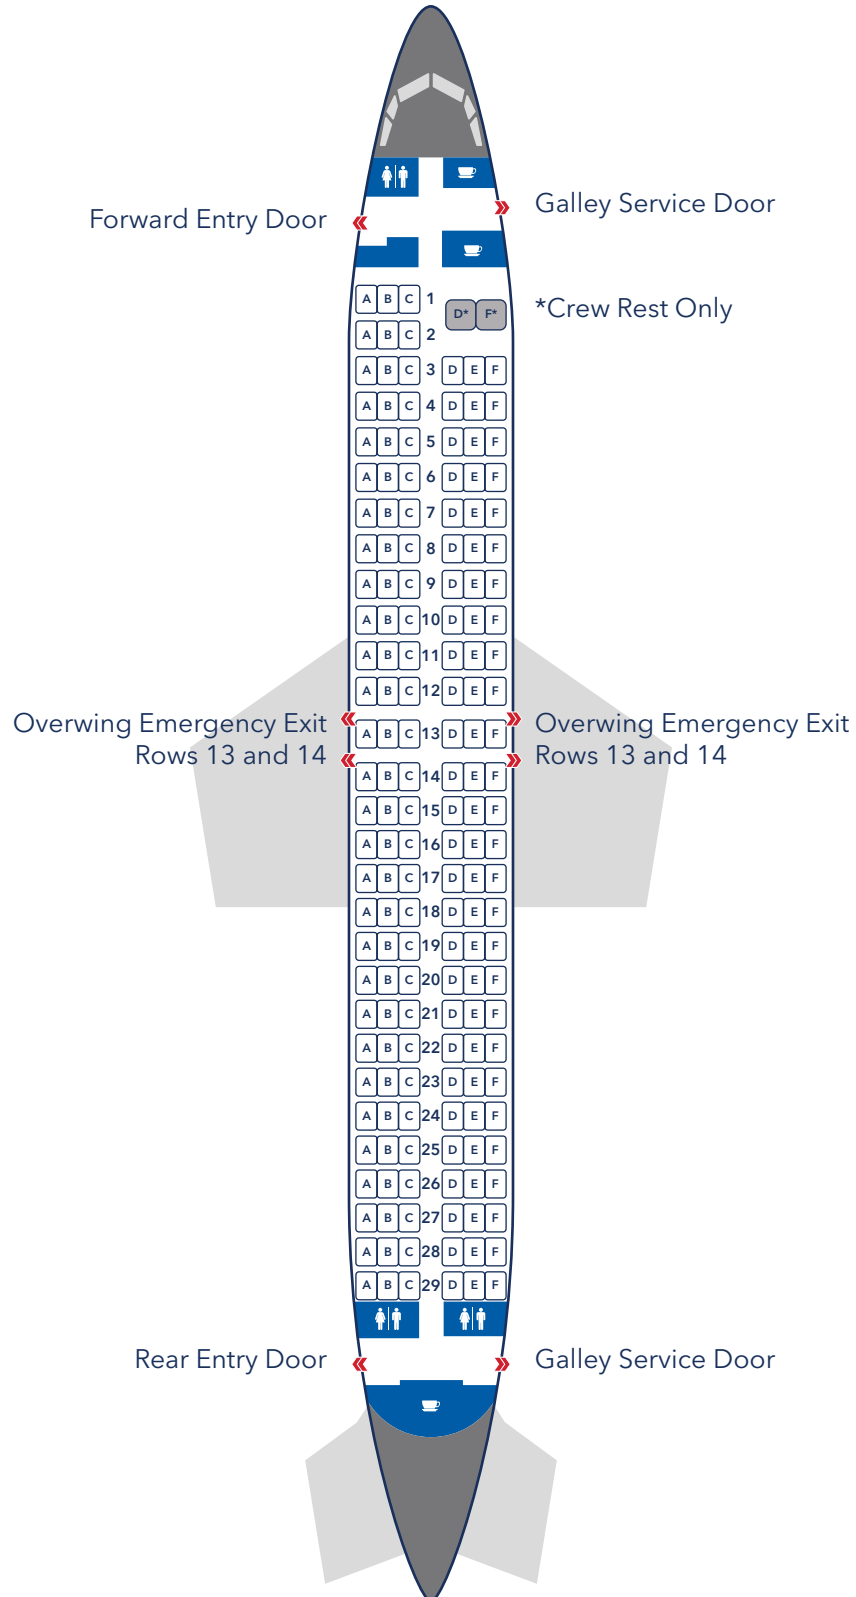 Forward Entry Door
Galley Service Door
A B C 1
D* F*
*Crew Rest Only
A B C 2
A B C 3 D E F
A B C 4 D E F
A B C 5 D E F
A B C 6 D E F
A B C 7 D E F
A B C 8 D E F
A B C 9 D E F
A B C 10 D E F
A B C 11 D E F
A B C 12 D E F
Overwing Emergency Exit
Rows 13 and 14
Overwing Emergency Exit
Rows 13 and 14
A B C 13 D E F
A B C 14 D E F
A B C 15 D E F
A B C 16 D E F
A B C 17 D E F
A B C 18 D E F
A B C 19 D E F
A B C 20 D E F
A B C 21 D E F
A B C 22 D E F
A B C 23 D E F
A B C 24 D E F
A B C 25 D E F
A B C 26 D E F
A B C 27 D E F
A B C 28 D E F
A B C 29 D E F
Rear Entry Door
Galley Service Door